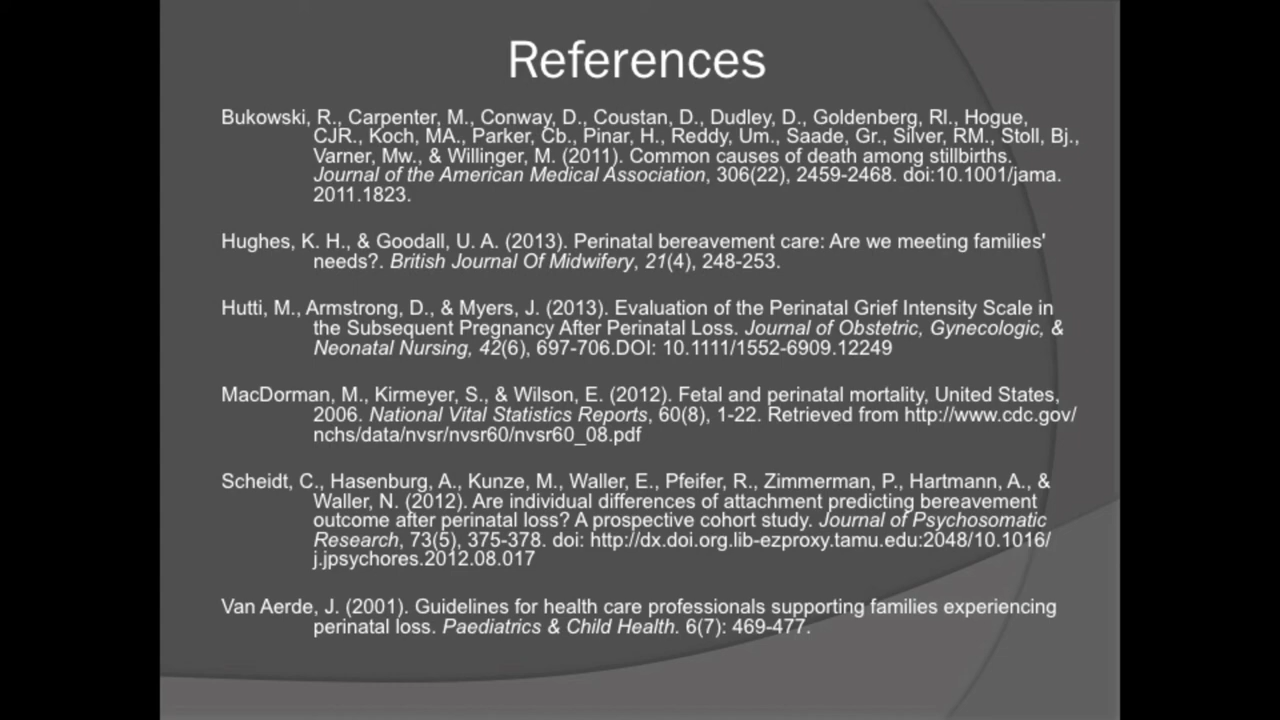 References
Bukowski, R., Carpenter, M., Conway, D., Coustan, D., Dudley, D., Goldenberg, Rl., Hogue,
CJR., Koch, MA., Parker, Cb., Pinar, H., Reddy, Um., Saade, Gr., Silver, RM., Stoll, Bj.,
Varner, Mw., & Willinger, M. (2011). Common causes of death among stillbirths.
Journal of the American Medical Association, 306(22), 2459-2468. doi:10.1001/jama.
2011.1823.
Hughes, K. H., & Goodall, U. A. (2013). Perinatal bereavement care: Are we meeting families'
needs?. British Journal Of Midwifery, 21(4), 248-253.
Hutti, M., Armstrong, D., & Myers, J. (2013). Evaluation of the Perinatal Grief Intensity Scale in
the Subsequent Pregnancy After Perinatal Loss. Journal of Obstetric, Gynecologic, &
Neonatal Nursing, 42(6), 697-706.DOI: 10.1111/1552-6909.12249
MacDorman, M., Kirmeyer, S., & Wilson, E. (2012). Fetal and perinatal mortality, United States,
2006. National Vital Statistics Reports, 60(8), 1-22. Retrieved from http://www.cdc.gov/
nchs/data/nvsr/nvsr60/nvsr60_08.pdf
Scheidt, C., Hasenburg, A., Kunze, M., Waller, E., Pfeifer, R., Zimmerman, P., Hartmann, A., &
Waller, N. (2012). Are individual differences of attachment predicting bereavement
outcome after perinatal loss? A prospective cohort study. Journal of Psychosomatic
Research, 73(5), 375-378. doi: http://dx.doi.org.lib-ezproxy.tamu.edu:2048/10.1016/
j.jpsychores.2012.08.017
Van Aerde, J. (2001). Guidelines for health care professionals supporting families experiencing
perinatal loss. Paediatrics & Child Health. 6(7): 469-477.